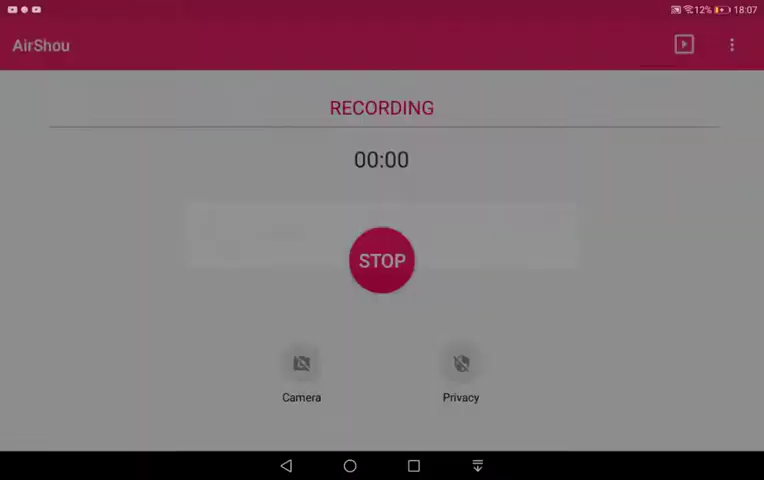 12% 18:07
AirShou
RECORDING
00:00
STOP
Camera Privacy